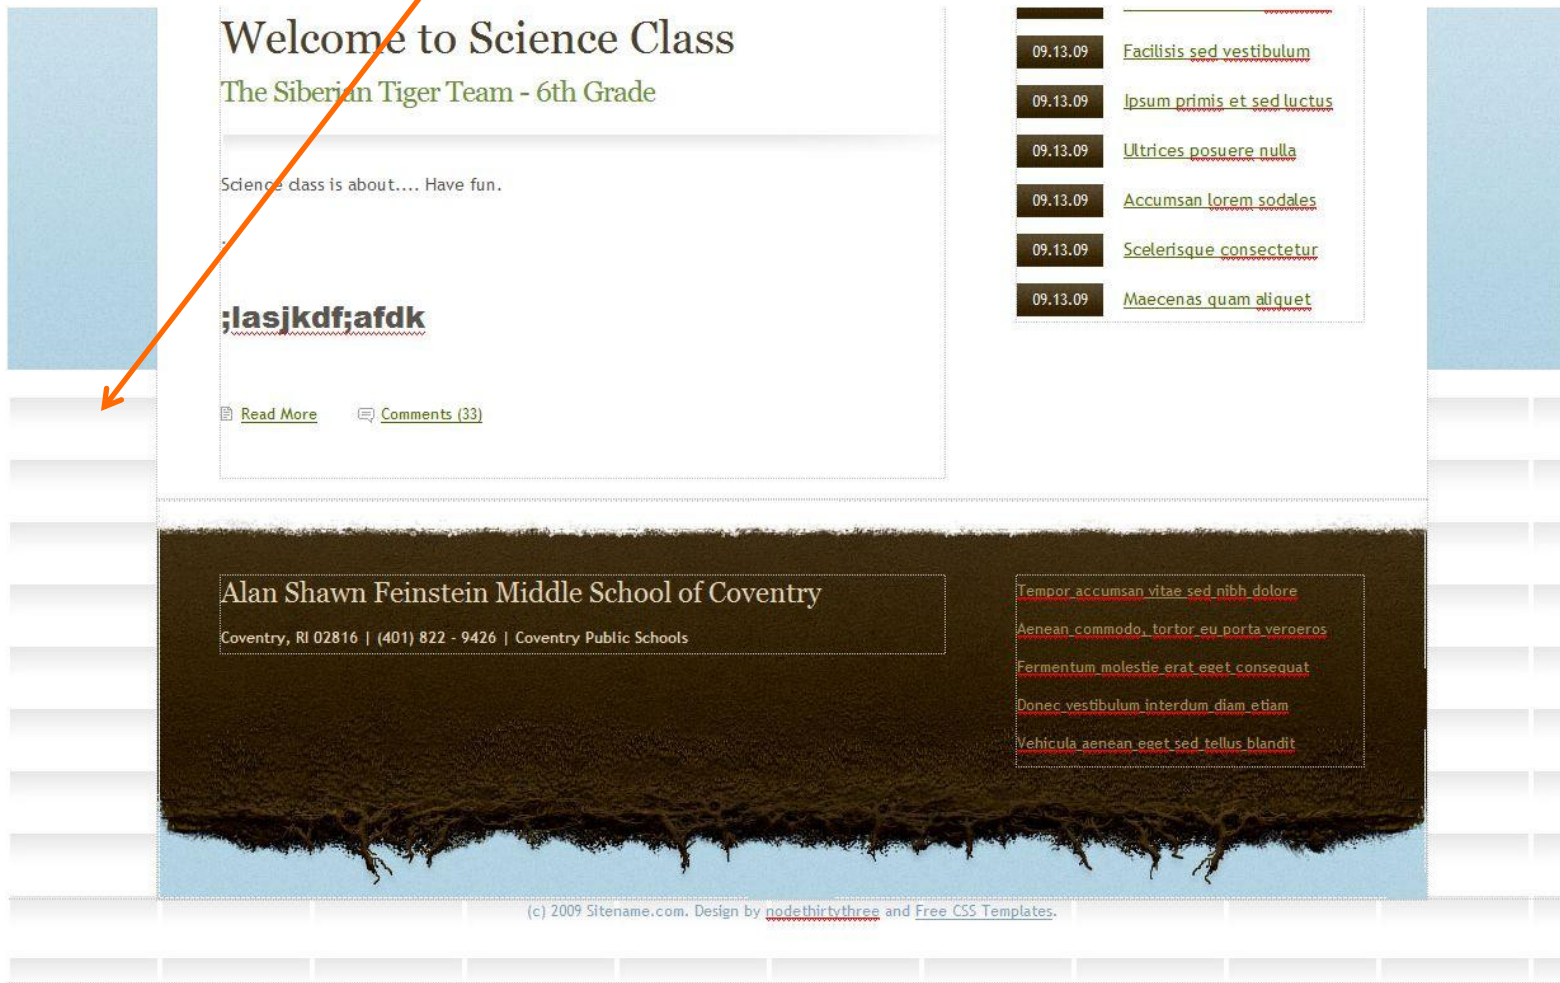 Welcome to Science Class
The Siberian Tiger Team - 6th Grade
Science class is about.... Have fun.
.
;lasjkdf;afdk
Read More Comments (33)
09.13.09 Facilisis sed vestibulum
09.13.09 Ipsum primis et sed luctus
09.13.09 Ultrices posuere nulla
09.13.09 Accumsan lorem sodales
09.13.09 Scelerisque consectetur
09.13.09 Maecenas quam aliquet
Alan Shawn Feinstein Middle School of Coventry
Coventry, RI 02816 | (401) 822 - 9426 | Coventry Public Schools
Tempor accumsan vitae sed nibh dolore
Aenean commodo, tortor eu porta veroeros
Fermentum molestie erat eget consequat
Donec vestibulum interdum diam etiam
Vehicula aenean eget sed tellus blandit
(c) 2009 Sitename.com. Design by nodethirtythree and Free CSS Templates.